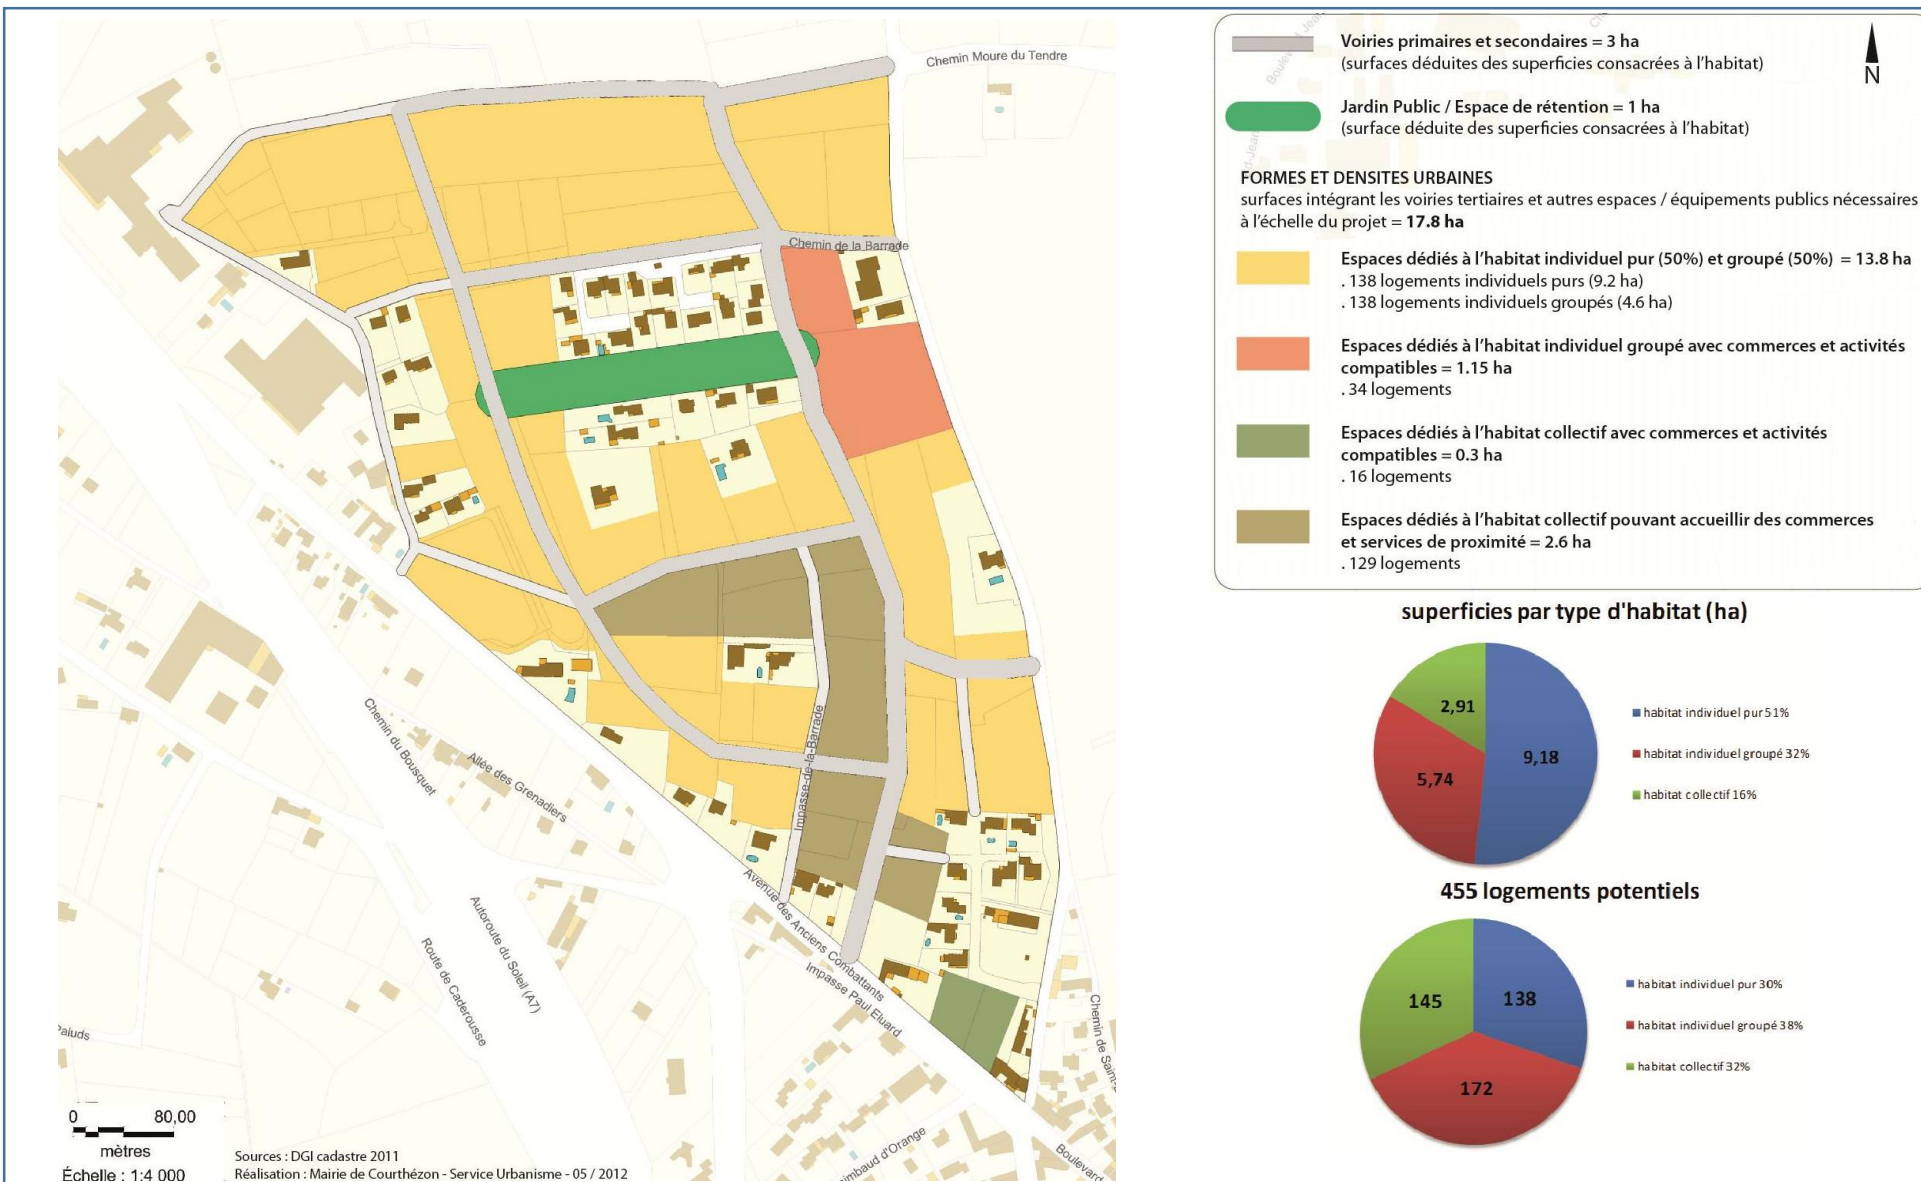 Chemin Moure du Tendre
Chemin de la Barrade
Impasse-de-la-Barrade
Chemin du Bousquet
Allée des Grenadiers
Avenue des Anciens Combattants
Impasse Paul Eluard
Autoroute du Soleil (A7)
Route de Caderousse
Chemin de Saint-
Paluds
imbaud d'Orange
Boulevard
0 80,00
mètres
Échelle : 1:4 000
Sources : DGI cadastre 2011
Réalisation : Mairie de Courthézon - Service Urbanisme - 05 / 2012
N
Voiries primaires et secondaires = 3 ha
(surfaces déduites des superficies consacrées à l'habitat)
Jardin Public / Espace de rétention = 1 ha
(surface déduite des superficies consacrées à l'habitat)
FORMES ET DENSITES URBAINES
surfaces intégrant les voiries tertiaires et autres espaces / équipements publics nécessaires
à l'échelle du projet = 17.8 ha
Espaces dédiés à l'habitat individuel pur (50%) et groupé (50%) = 13.8 ha
. 138 logements individuels purs (9.2 ha)
. 138 logements individuels groupés (4.6 ha)
Espaces dédiés à l'habitat individuel groupé avec commerces et activités
compatibles = 1.15 ha
. 34 logements
Espaces dédiés à l'habitat collectif avec commerces et activités
compatibles = 0.3 ha
. 16 logements
Espaces dédiés à l'habitat collectif pouvant accueillir des commerces
et services de proximité = 2.6 ha
. 129 logements
superficies par type d'habitat (ha)
2,91
9,18
5,74
habitat individuel pur 51%
habitat individuel groupé 32%
habitat collectif 16%
455 logements potentiels
145
138
172
habitat individuel pur 30%
habitat individuel groupé 38%
habitat collectif 32%